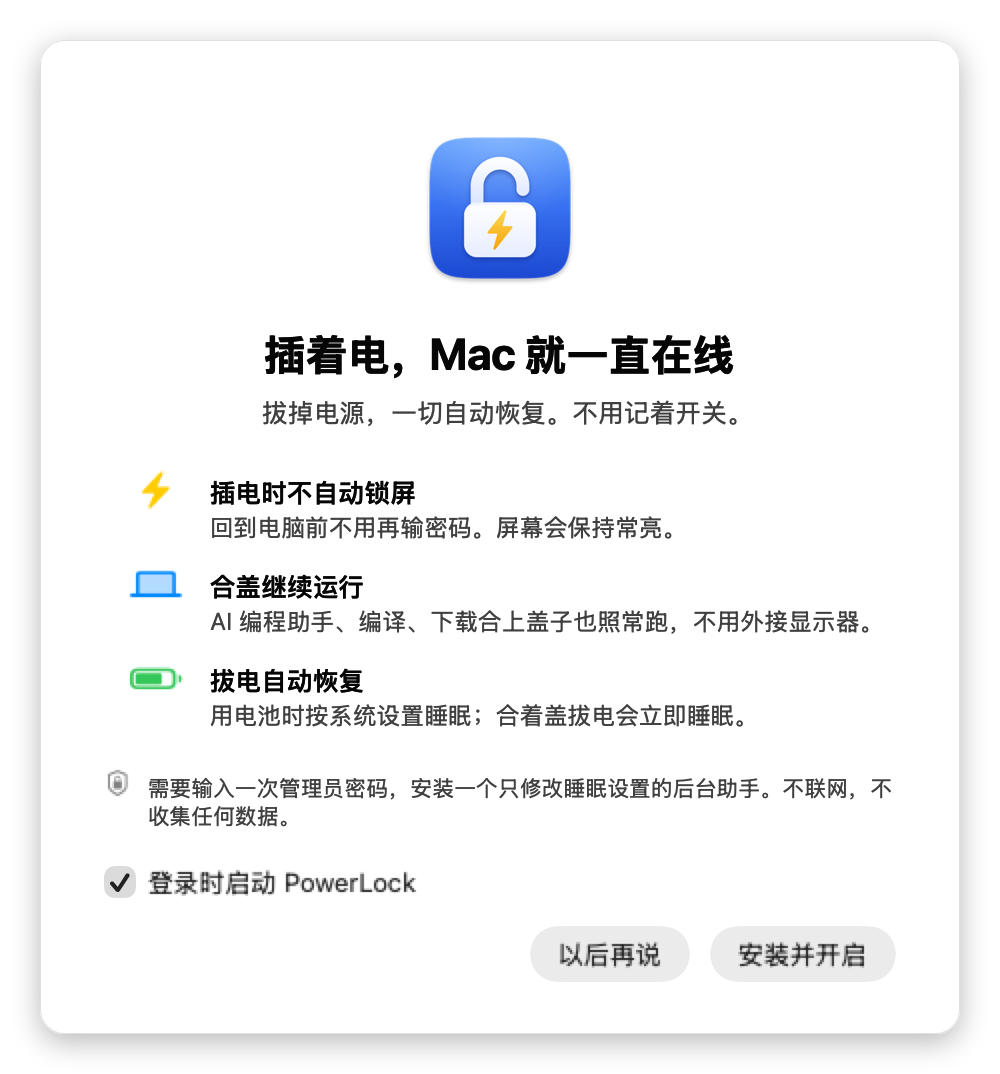 插着电，Mac 就一直在线
拔掉电源，一切自动恢复。不用记着开关。
插电时不自动锁屏
回到电脑前不用再输密码。屏幕会保持常亮。
合盖继续运行
AI 编程助手、编译、下载合上盖子也照常跑，不用外接显示器。
拔电自动恢复
用电池时按系统设置睡眠；合着盖拔电会立即睡眠。
需要输入一次管理员密码，安装一个只修改睡眠设置的后台助手。不联网，不
收集任何数据。
登录时启动 PowerLock
以后再说
安装并开启